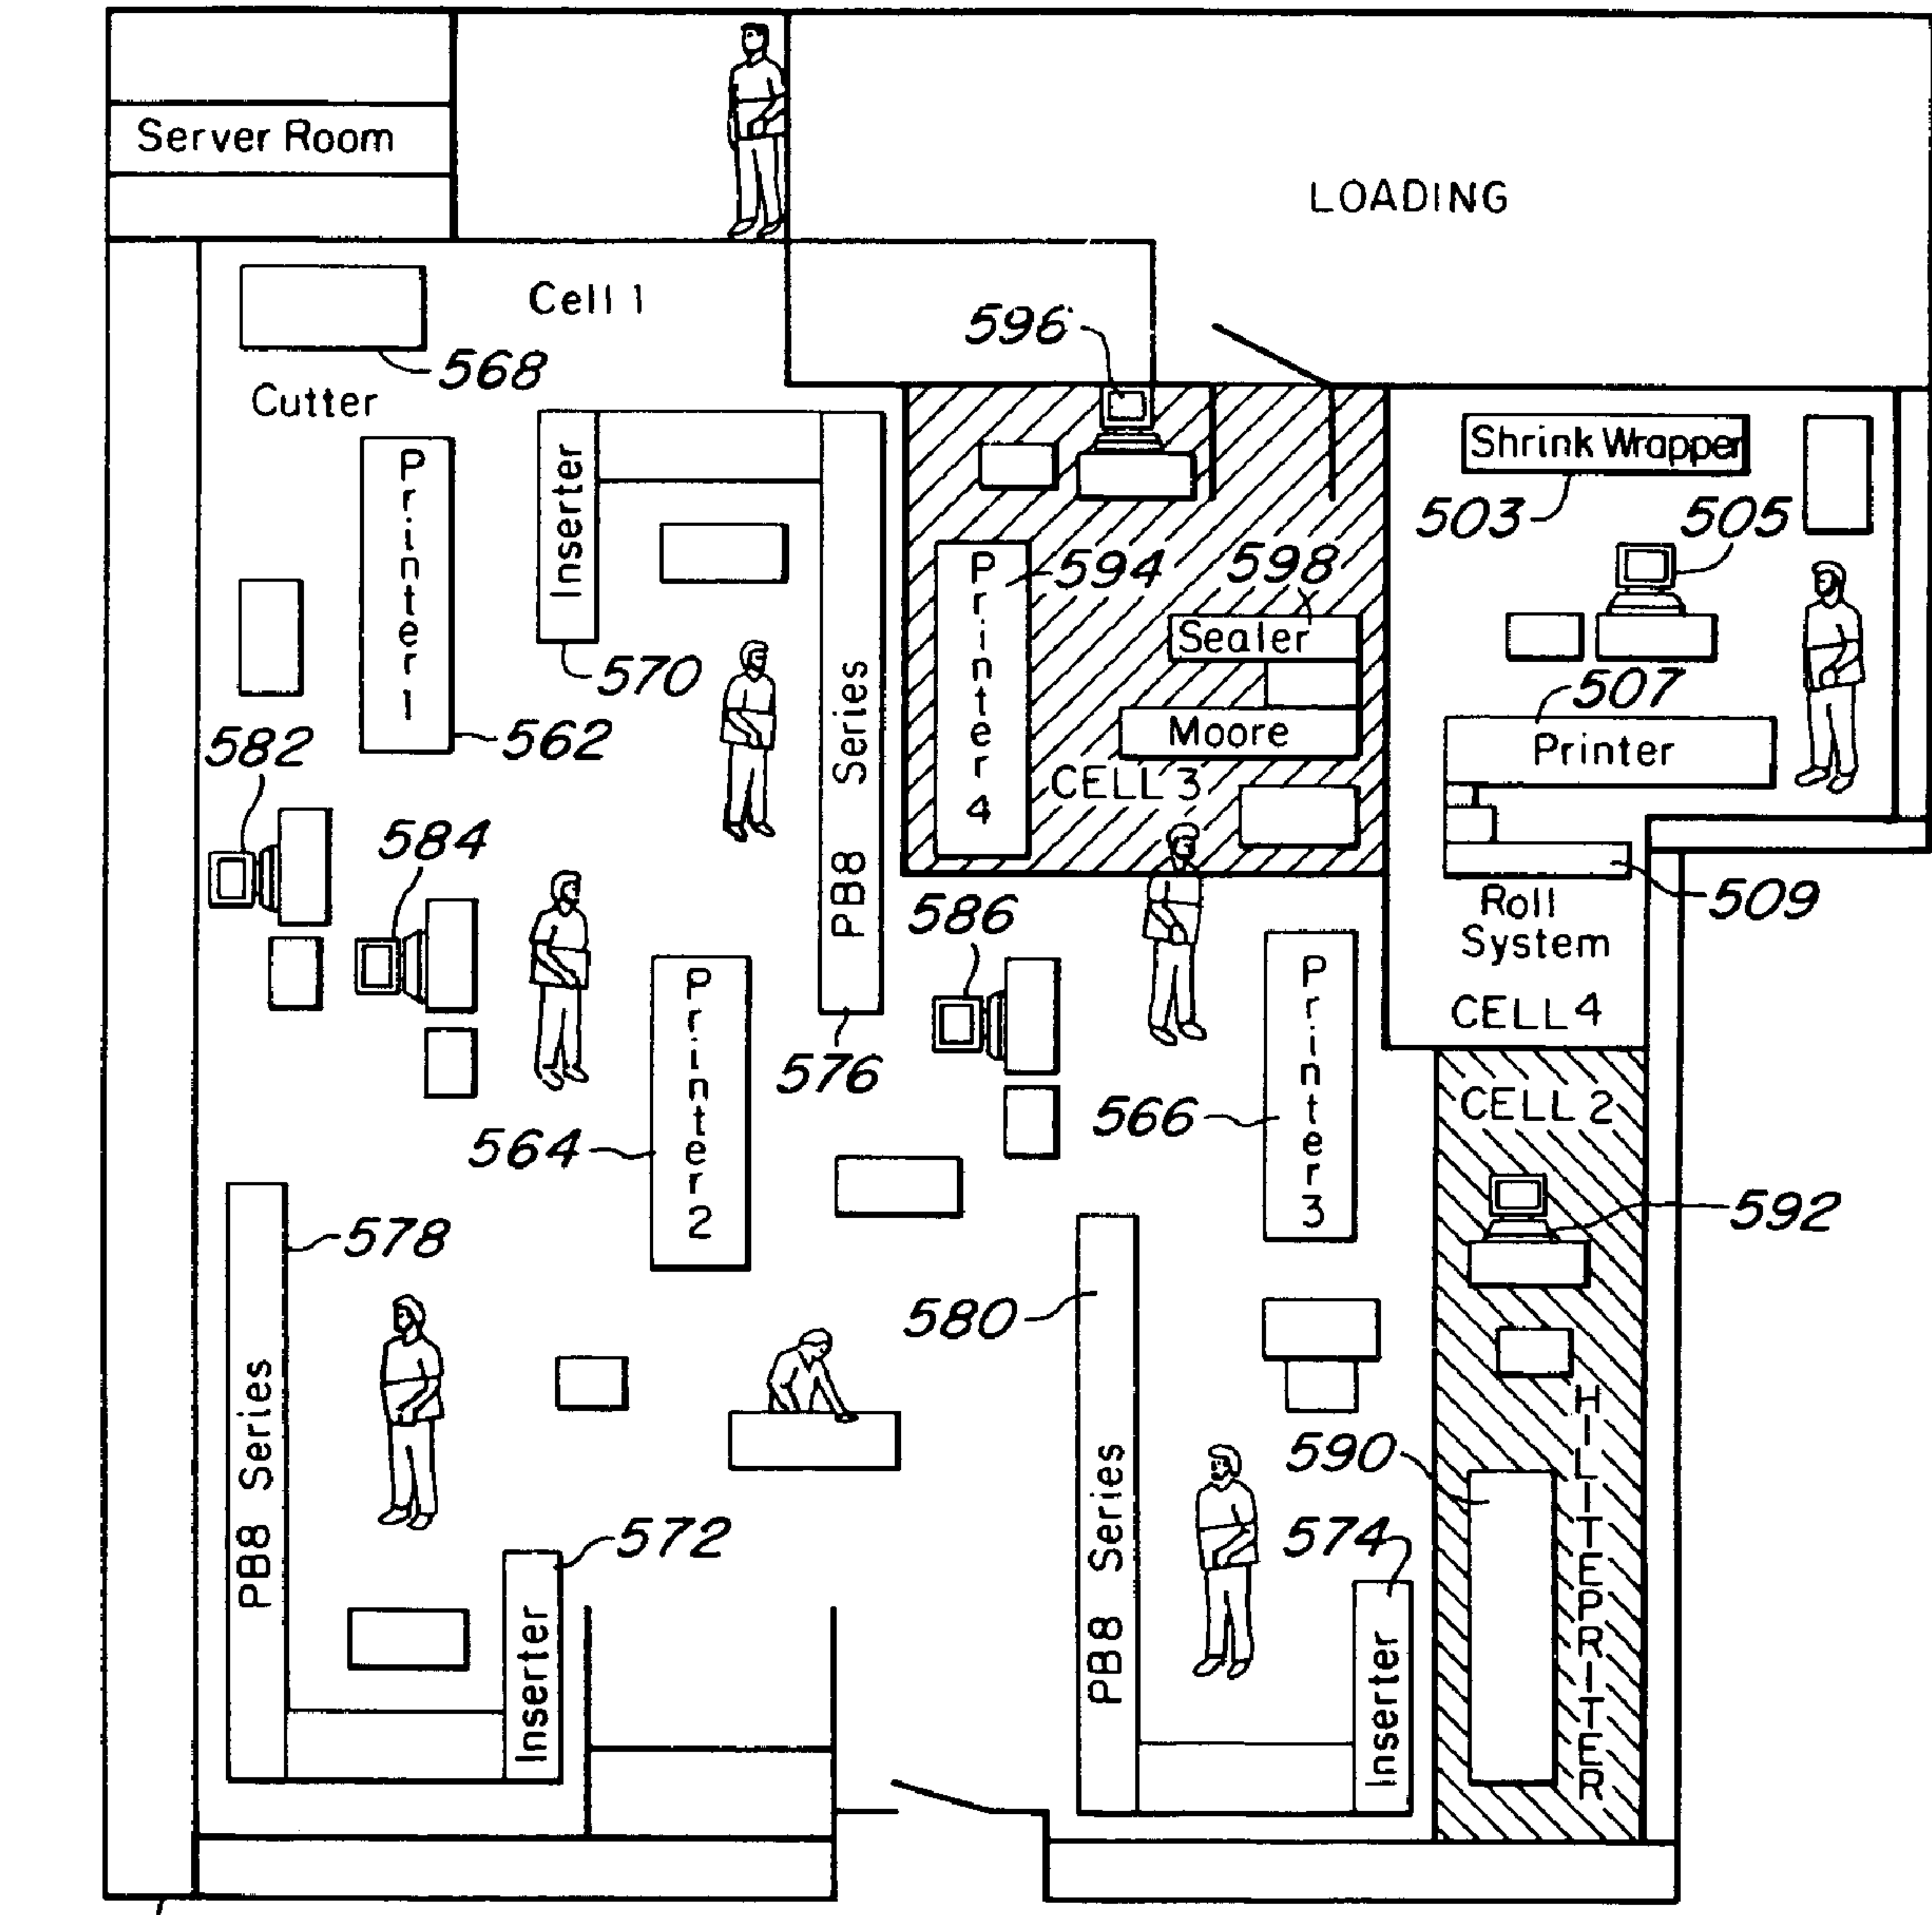 Server Room
LOADING
Cell 1
596
568
Cutter
Shrink Wrapper
503
505
Printer 1
Inserter
594
598
Printer 4
Sealer
570
507
562
582
Moore
Printer
CELL 3
PB8 Series
584
586
509
Roll
System
CELL 4
576
Printer 2
Printer 3
566
CELL 2
564
592
578
580
PB8 Series
PB8 Series
590
HILITEPRITER
572
574
Inserter
Inserter